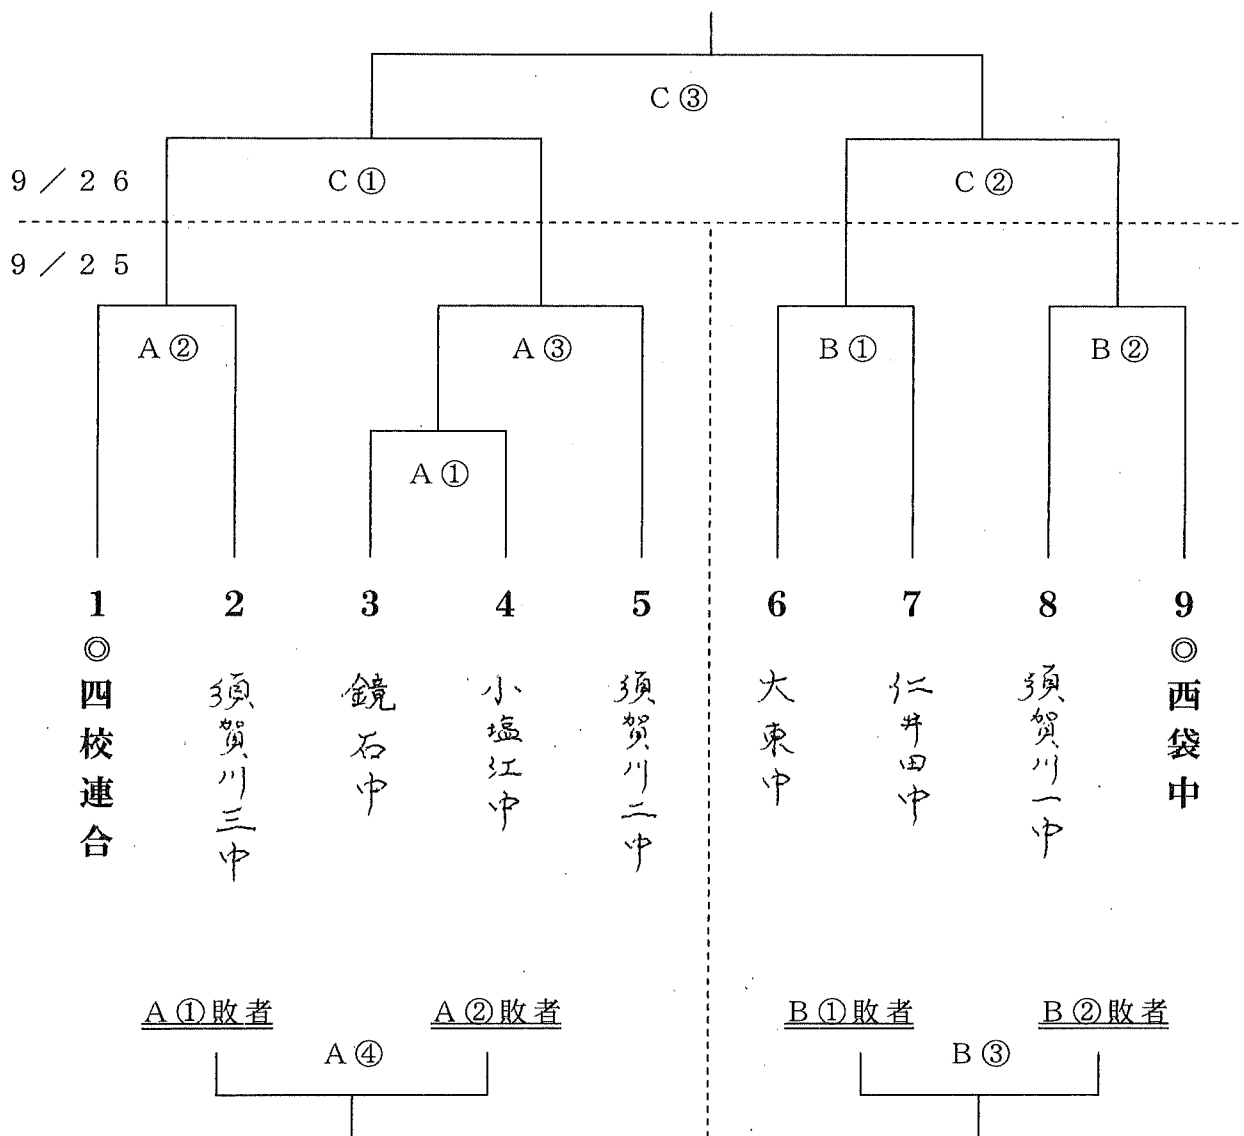 C③
9／26
C①
C②
9／25
A②
A③
B①
B②
A①
1
2
3
4
5
6
7
8
9
◎四校連合
須賀川三中
鏡石中
小塩江中
須賀川二中
大東中
仁井田中
須賀川一中
◎西袋中
A①敗者
A②敗者
B①敗者
B②敗者
A④
B③